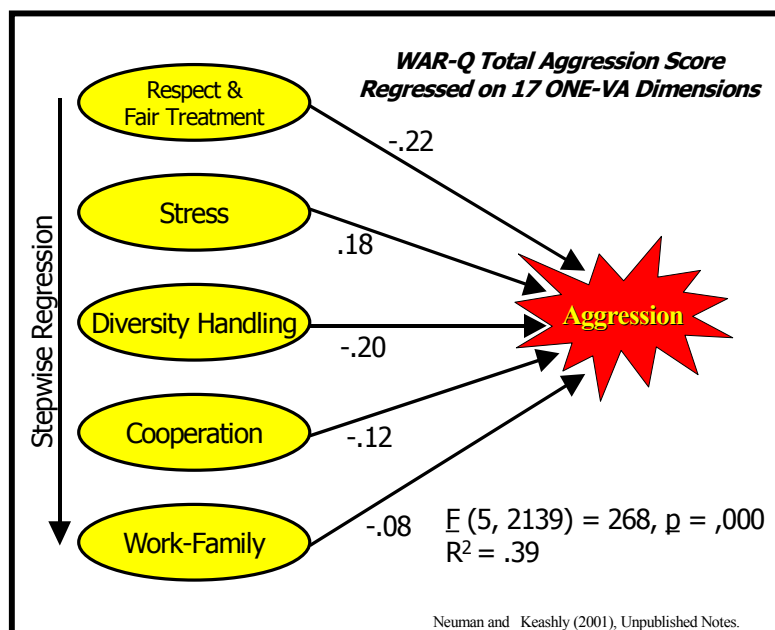 WAR-Q Total Aggression Score
Regressed on 17 ONE-VA Dimensions
Respect &
Fair Treatment
-.22
Stress
.18
Stepwise Regression
Diversity Handling
-.20
Aggression
Cooperation
-.12
Work-Family
-.08
F (5, 2139) = 268, p = ,000
R² = .39
Neuman and Keashly (2001), Unpublished Notes.